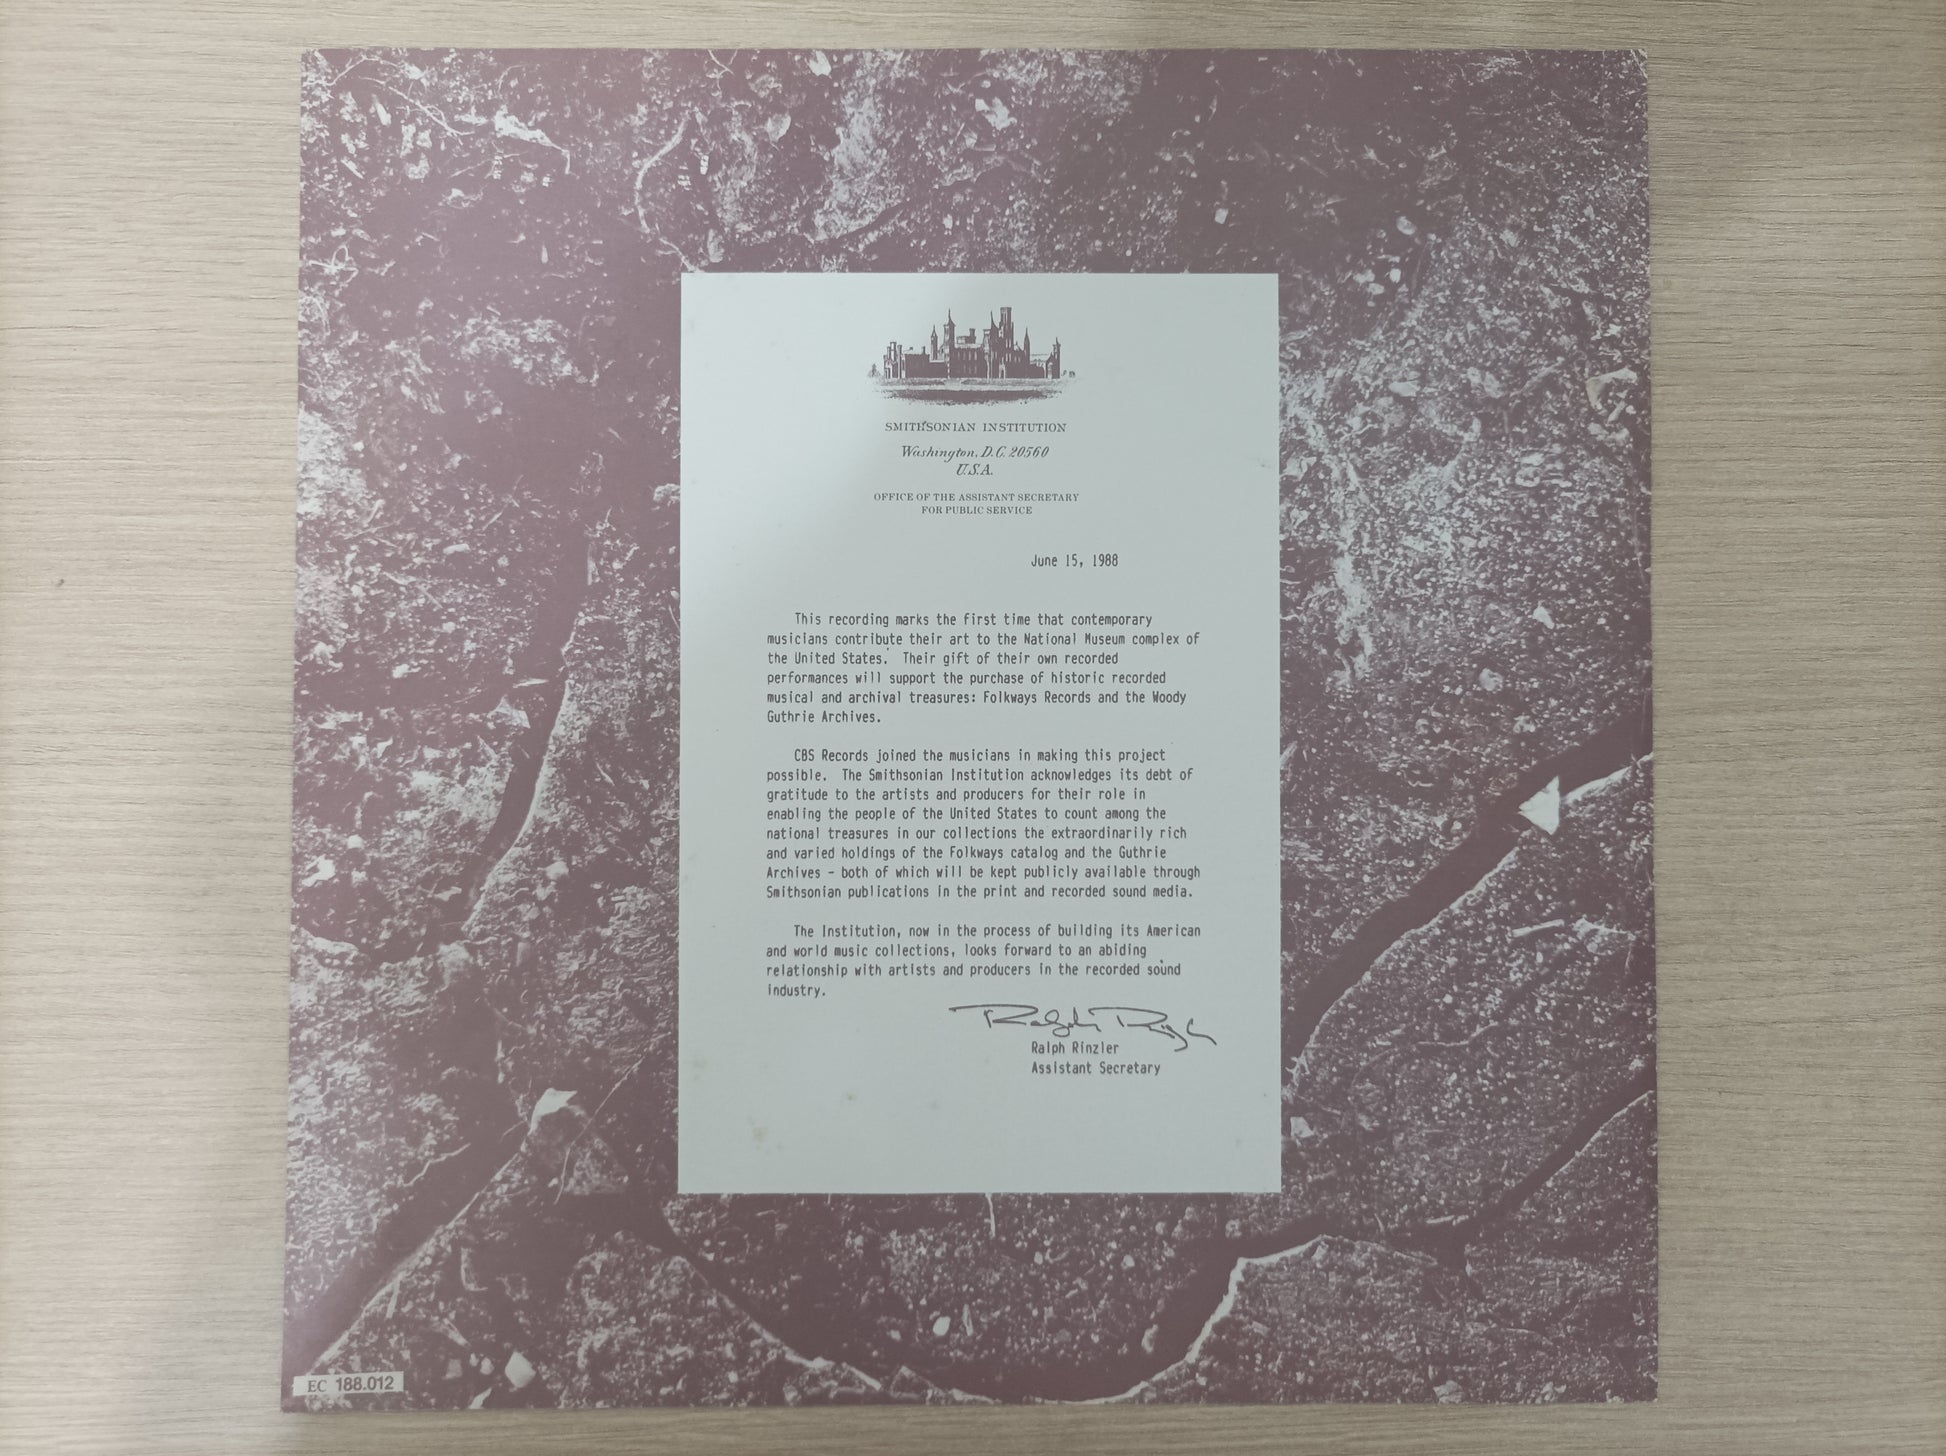 SMITHSONIAN INSTITUTION
Washington, D.C. 20560
U.S.A.
OFFICE OF THE ASSISTANT SECRETARY
FOR PUBLIC SERVICE
June 15, 1988
This recording marks the first time that contemporary
musicians contribute their art to the National Museum complex of
the United States. Their gift of their own recorded
performances will support the purchase of historic recorded
musical and archival treasures: Folkways Records and the Woody
Guthrie Archives.
CBS Records joined the musicians in making this project
possible. The Smithsonian Institution acknowledges its debt of
gratitude to the artists and producers for their role in
enabling the people of the United States to count among the
national treasures in our collections the extraordinarily rich
and varied holdings of the Folkways catalog and the Guthrie
Archives - both of which will be kept publicly available through
Smithsonian publications in the print and recorded sound media.
The Institution, now in the process of building its American
and world music collections, looks forward to an abiding
relationship with artists and producers in the recorded sound
industry.
Ralph Rinzler
Ralph Rinzler
Assistant Secretary
EC 188.012